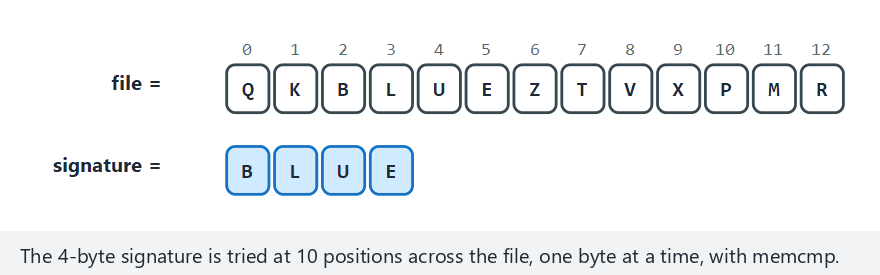 0 1 2 3 4 5 6 7 8 9 10 11 12
file = Q K B L U E Z T V X P M R
signature = B L U E
The 4-byte signature is tried at 10 positions across the file, one byte at a time, with memcmp.